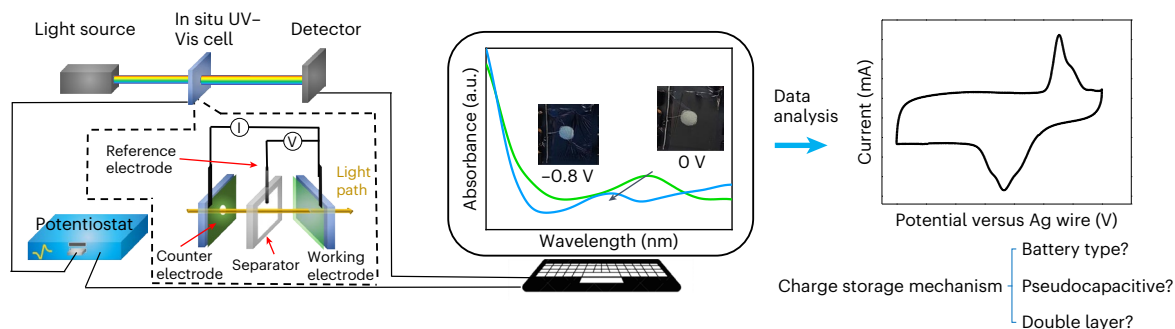 Light source
In situ UV–
Vis cell
Detector
I
V
Reference
electrode
Light
path
Potentiostat
Counter
electrode
Separator
Working
electrode
Absorbance (a.u.)
–0.8 V
0 V
Wavelength (nm)
Data
analysis
Current (mA)
Potential versus Ag wire (V)
Charge storage mechanism
Battery type?
Pseudocapacitive?
Double layer?